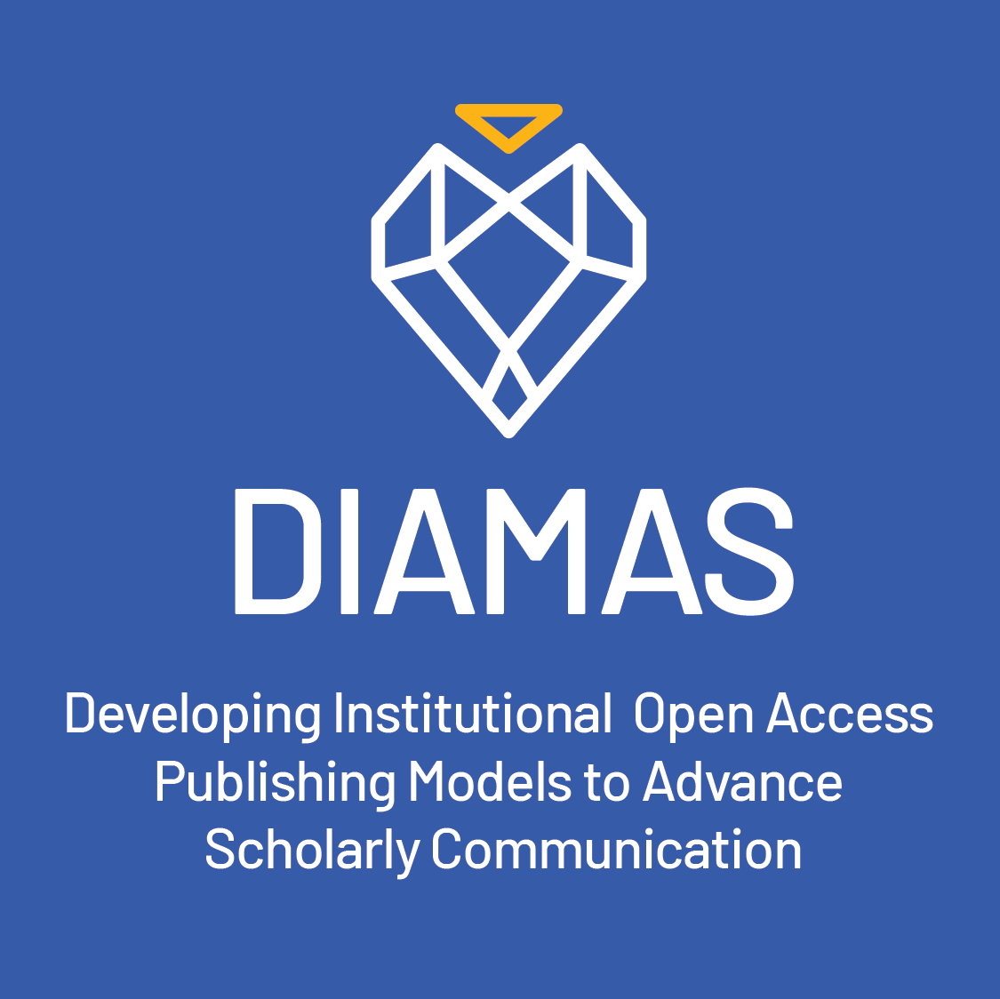 DIAMAS
Developing Institutional Open Access
Publishing Models to Advance
Scholarly Communication